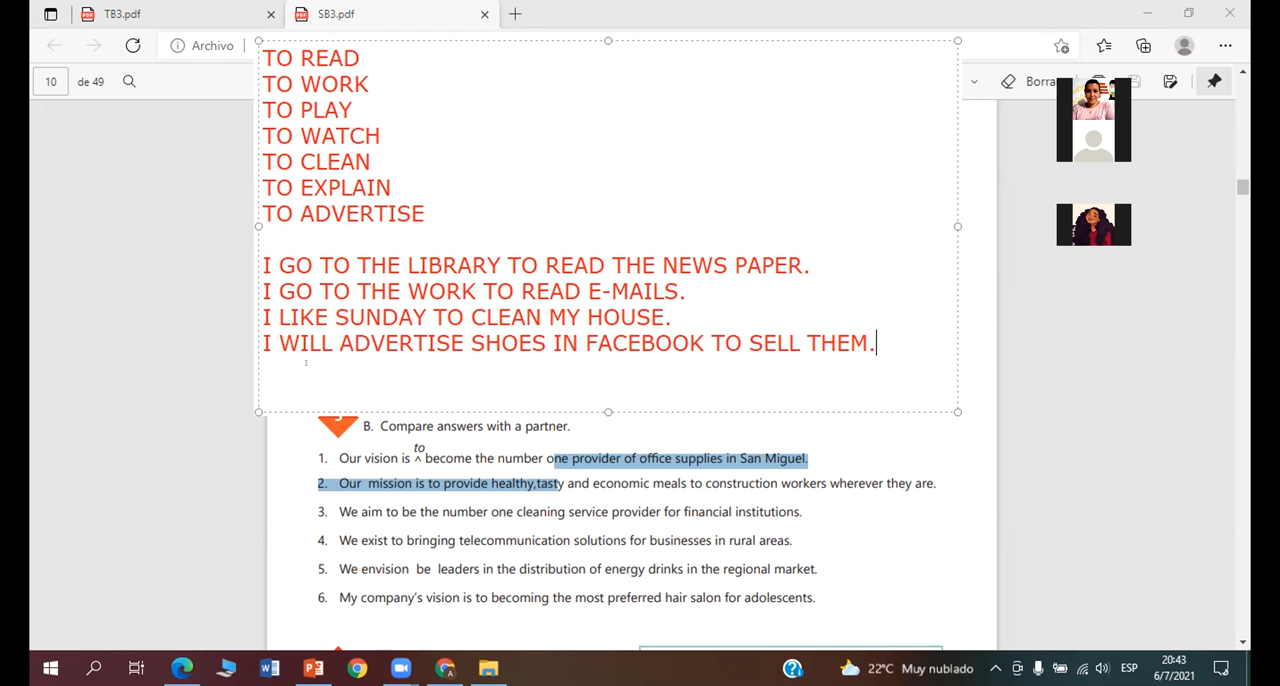 TB3.pdf
SB3.pdf
Archivo
10 de 49
Borra
TO READ
TO WORK
TO PLAY
TO WATCH
TO CLEAN
TO EXPLAIN
TO ADVERTISE
I GO TO THE LIBRARY TO READ THE NEWS PAPER.
I GO TO THE WORK TO READ E-MAILS.
I LIKE SUNDAY TO CLEAN MY HOUSE.
I WILL ADVERTISE SHOES IN FACEBOOK TO SELL THEM.
B. Compare answers with a partner.
to
1. Our vision is ^ become the number one provider of office supplies in San Miguel.
2. Our mission is to provide healthy,tasty and economic meals to construction workers wherever they are.
3. We aim to be the number one cleaning service provider for financial institutions.
4. We exist to bringing telecommunication solutions for businesses in rural areas.
5. We envision be leaders in the distribution of energy drinks in the regional market.
6. My company's vision is to becoming the most preferred hair salon for adolescents.
22°C Muy nublado
ESP
20:43
6/7/2021